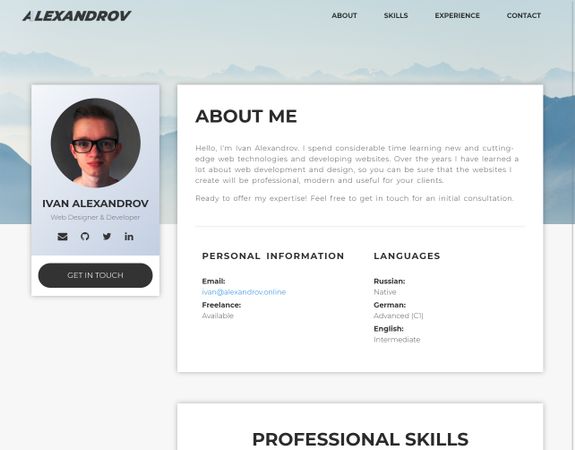 ALEXANDROV
ABOUT SKILLS EXPERIENCE CONTACT
IVAN ALEXANDROV
Web Designer & Developer
GET IN TOUCH
ABOUT ME
Hello, I'm Ivan Alexandrov. I spend considerable time learning new and cutting-
edge web technologies and developing websites. Over the years I have learned a
lot about web development and design, so you can be sure that the websites I
create will be professional, modern and useful for your clients.
Ready to offer my expertise! Feel free to get in touch for an initial consultation.
PERSONAL INFORMATION
Email:
ivan@alexandrov.online
Freelance:
Available
LANGUAGES
Russian:
Native
German:
Advanced (C1)
English:
Intermediate
PROFESSIONAL SKILLS